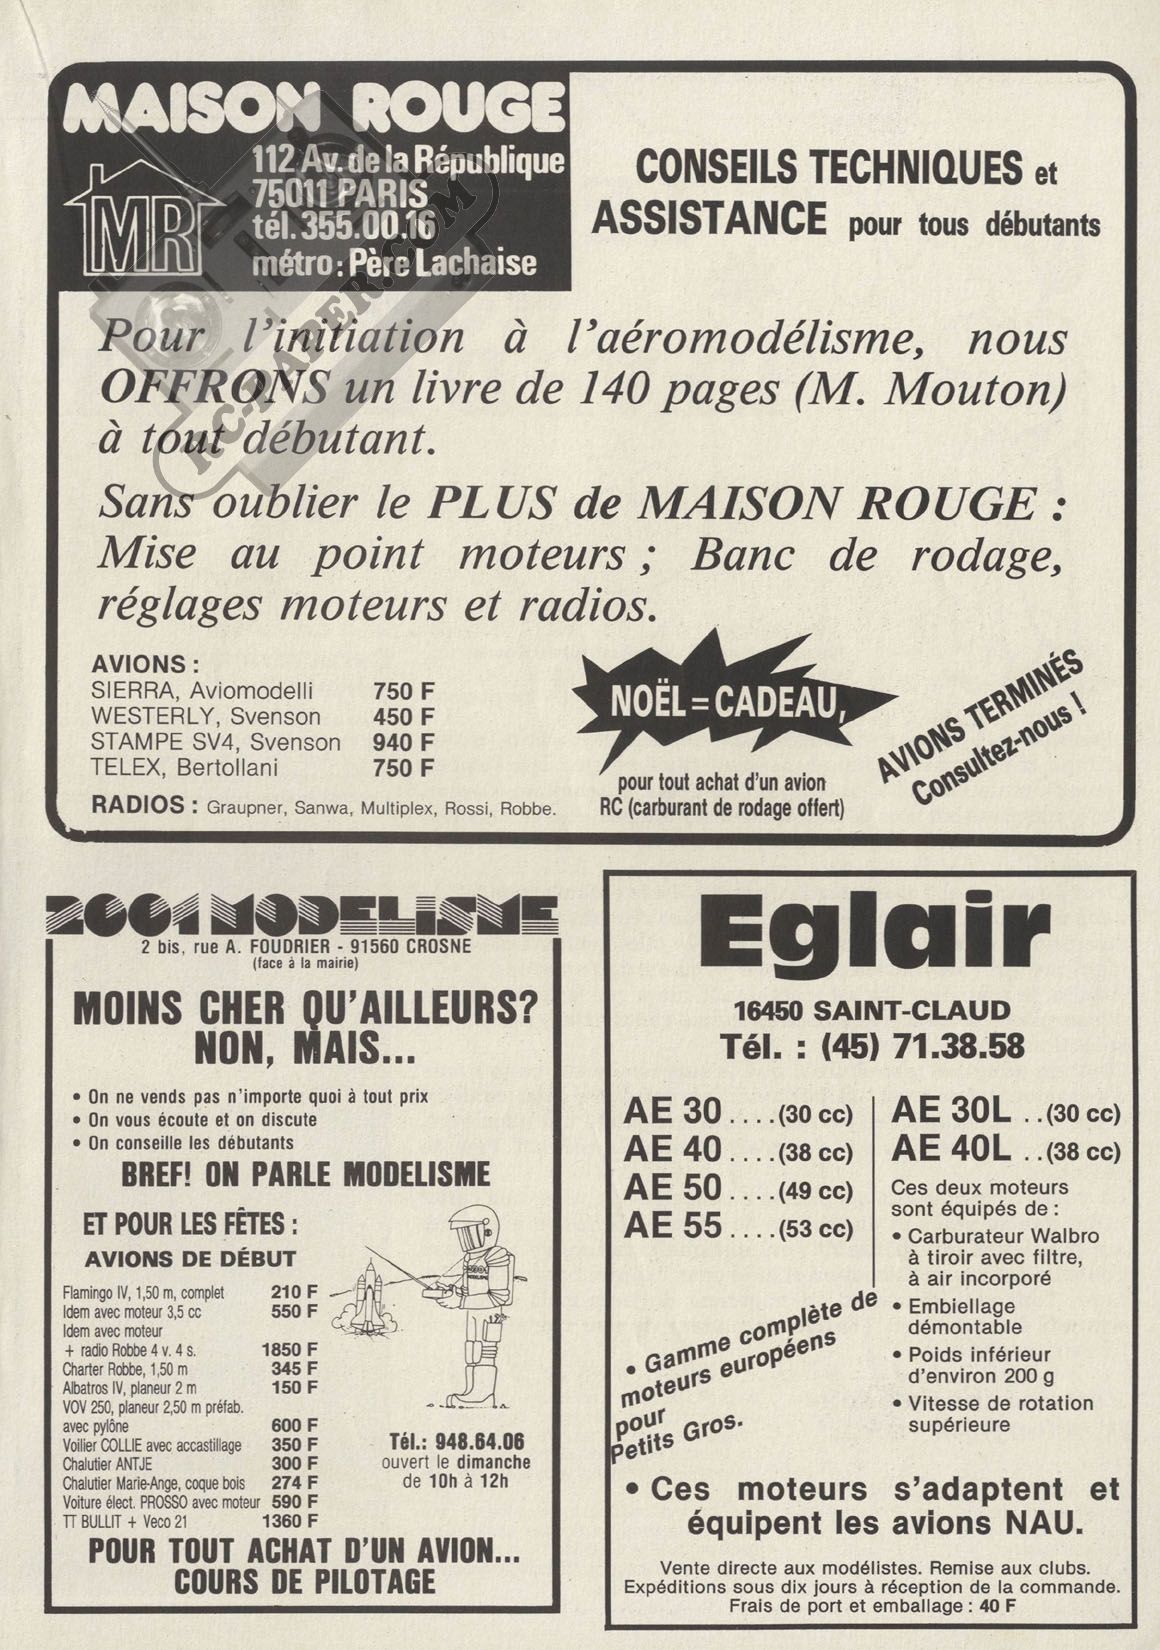 MAISON ROUGE
MR
112 Av. de la République
75011 PARIS
tél. 355.00.16
métro : Père Lachaise
CONSEILS TECHNIQUES et
ASSISTANCE pour tous débutants
RC-PAPER.COM
Pour l'initiation à l'aéromodélisme, nous
OFFRONS un livre de 140 pages (M. Mouton)
à tout débutant.
Sans oublier le PLUS de MAISON ROUGE :
Mise au point moteurs ; Banc de rodage,
réglages moteurs et radios.
AVIONS :
SIERRA, Aviomodelli 750 F
WESTERLY, Svenson 450 F
STAMPE SV4, Svenson 940 F
TELEX, Bertollani 750 F
RADIOS : Graupner, Sanwa, Multiplex, Rossi, Robbe.
NOËL = CADEAU,
pour tout achat d'un avion
RC (carburant de rodage offert)
AVIONS TERMINÉS
Consultez-nous !
2001 MODELISME
2 bis, rue A. FOUDRIER - 91560 CROSNE
(face à la mairie)
MOINS CHER QU'AILLEURS?
NON, MAIS...
• On ne vends pas n'importe quoi à tout prix
• On vous écoute et on discute
• On conseille les débutants
BREF! ON PARLE MODELISME
ET POUR LES FÊTES :
AVIONS DE DÉBUT
Flamingo IV, 1,50 m, complet 210 F
Idem avec moteur 3,5 cc 550 F
Idem avec moteur
+ radio Robbe 4 v. 4 s. 1850 F
Charter Robbe, 1,50 m 345 F
Albatros IV, planeur 2 m 150 F
VOV 250, planeur 2,50 m préfab.
avec pylône 600 F
Voilier COLLIE avec accastillage 350 F
Chalutier ANTJE 300 F
Chalutier Marie-Ange, coque bois 274 F
Voiture élect. PROSSO avec moteur 590 F
TT BULLIT + Veco 21 1360 F
2001
MODELISME
Tél.: 948.64.06
ouvert le dimanche
de 10h à 12h
POUR TOUT ACHAT D'UN AVION...
COURS DE PILOTAGE
Eglair
16450 SAINT-CLAUD
Tél. : (45) 71.38.58
AE 30 .... (30 cc)
AE 40 .... (38 cc)
AE 50 .... (49 cc)
AE 55 .... (53 cc)
AE 30L .. (30 cc)
AE 40L .. (38 cc)
Ces deux moteurs
sont équipés de :
• Carburateur Walbro
à tiroir avec filtre,
à air incorporé
• Embiellage
démontable
• Poids inférieur
d'environ 200 g
• Vitesse de rotation
supérieure
• Gamme complète de
moteurs européens
pour
Petits Gros.
• Ces moteurs s'adaptent et
équipent les avions NAU.
Vente directe aux modélistes. Remise aux clubs.
Expéditions sous dix jours à réception de la commande.
Frais de port et emballage : 40 F